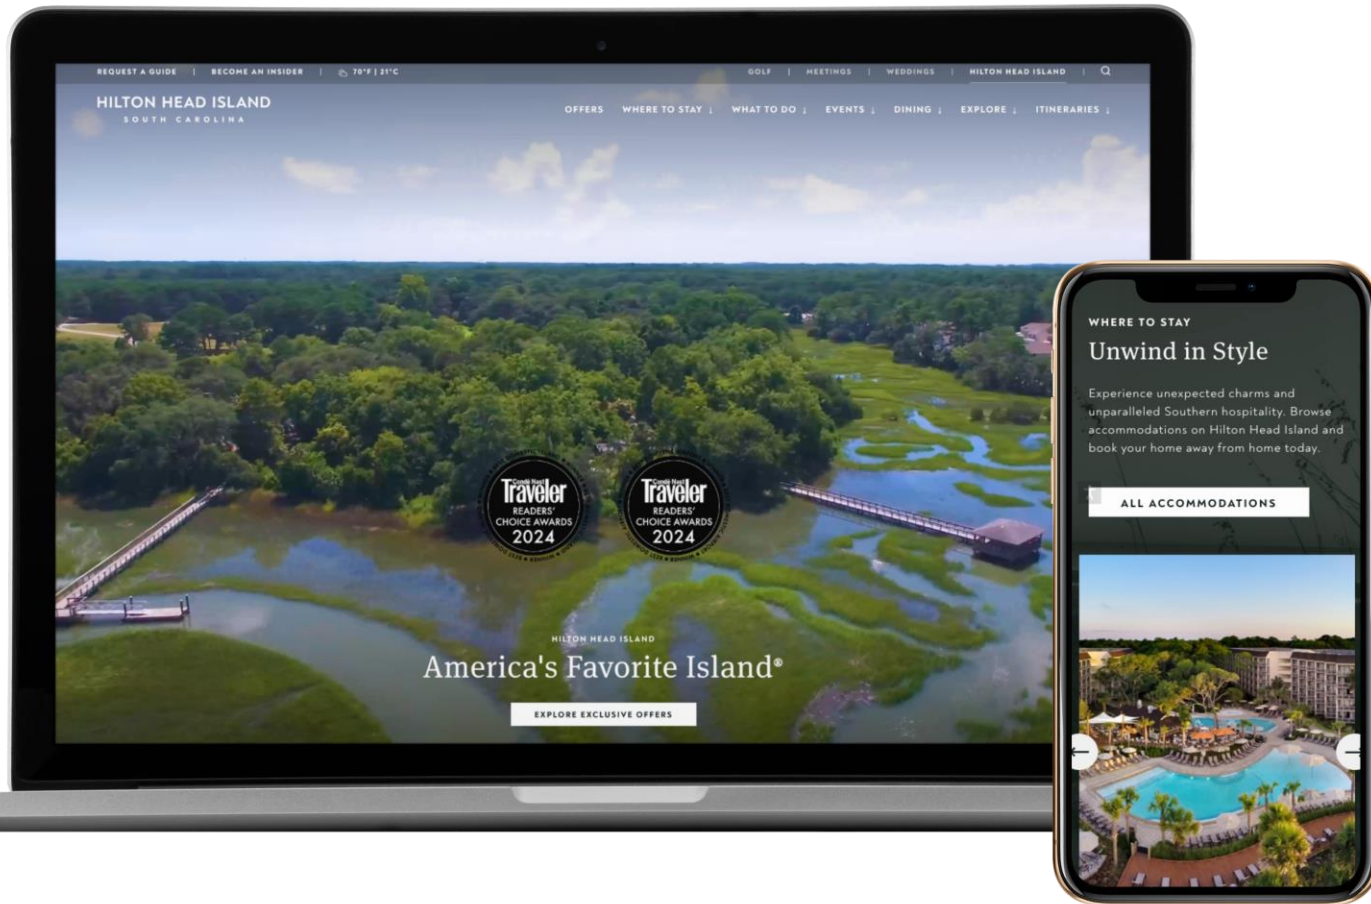 REQUEST A GUIDE | BECOME AN INSIDER | 70°F | 21°C
GOLF | MEETINGS | WEDDINGS | HILTON HEAD ISLAND |
HILTON HEAD ISLAND
SOUTH CAROLINA
OFFERS WHERE TO STAY ↓ WHAT TO DO ↓ EVENTS ↓ DINING ↓ EXPLORE ↓ ITINERARIES ↓
Condé Nast
Traveler
READERS'
CHOICE AWARDS
2024
Condé Nast
Traveler
READERS'
CHOICE AWARDS
2024
HILTON HEAD ISLAND
America's Favorite Island®
EXPLORE EXCLUSIVE OFFERS
WHERE TO STAY
Unwind in Style
Experience unexpected charms and
unparalleled Southern hospitality. Browse
accommodations on Hilton Head Island and
book your home away from home today.
ALL ACCOMMODATIONS